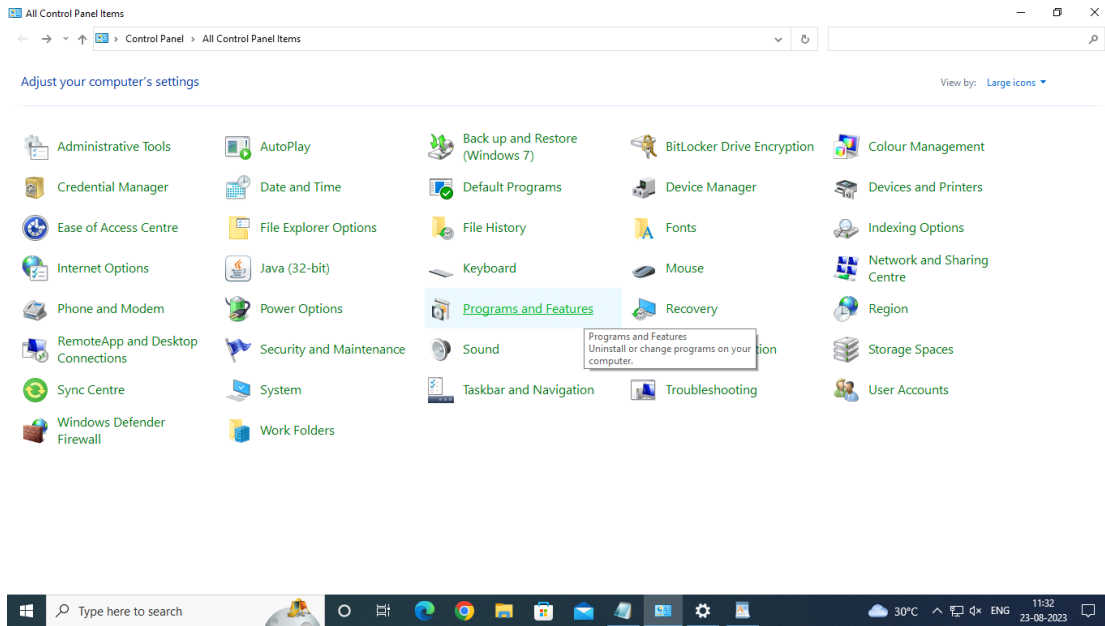 All Control Panel Items
Control Panel > All Control Panel Items
Adjust your computer's settings
View by: Large icons
Administrative Tools
AutoPlay
Back up and Restore
(Windows 7)
BitLocker Drive Encryption
Colour Management
Credential Manager
Date and Time
Default Programs
Device Manager
Devices and Printers
Ease of Access Centre
File Explorer Options
File History
Fonts
Indexing Options
Internet Options
Java (32-bit)
Keyboard
Mouse
Network and Sharing
Centre
Phone and Modem
Power Options
Programs and Features
Recovery
Region
RemoteApp and Desktop
Connections
Security and Maintenance
Sound
Programs and Features
Uninstall or change programs on your
computer.
Storage Spaces
Sync Centre
System
Taskbar and Navigation
Troubleshooting
User Accounts
Windows Defender
Firewall
Work Folders
Type here to search
30°C
ENG
11:32
23-08-2023